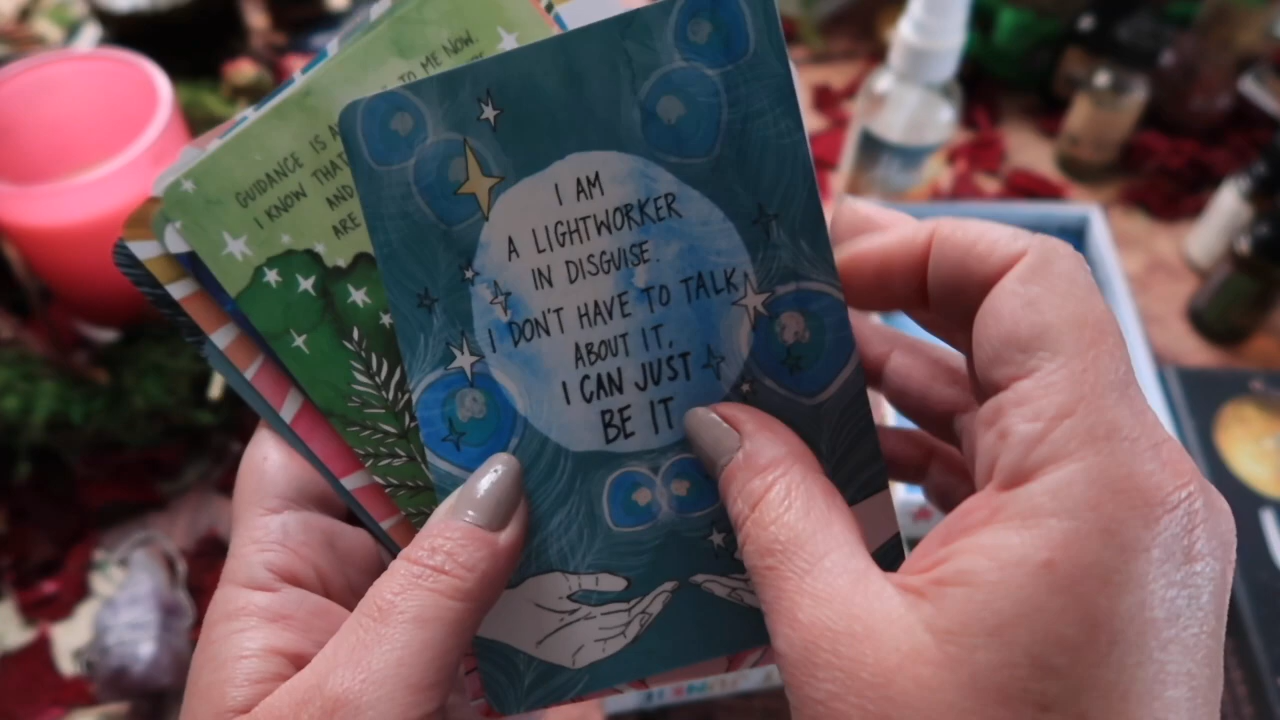 I AM
A LIGHTWORKER
IN DISGUISE.
I DON'T HAVE TO TALK
ABOUT IT,
I CAN JUST
BE IT
TO ME NOW.
GUIDANCE IS
I KNOW THAT
AND
ARE